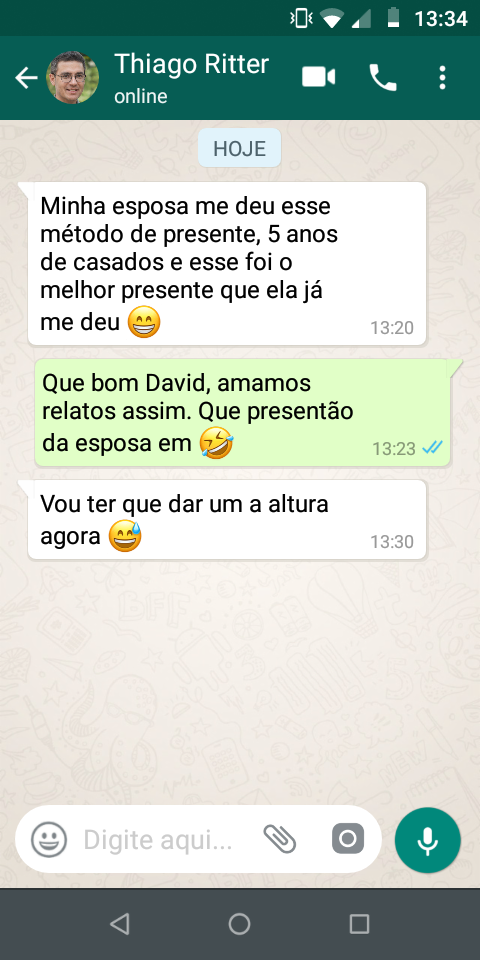 13:34
Thiago Ritter
online
HOJE
Minha esposa me deu esse
método de presente, 5 anos
de casados e esse foi o
melhor presente que ela já
me deu 😁
13:20
Que bom David, amamos
relatos assim. Que presentão
da esposa em 🤣
13:23
Vou ter que dar um a altura
agora 😅
13:30
Digite aqui...